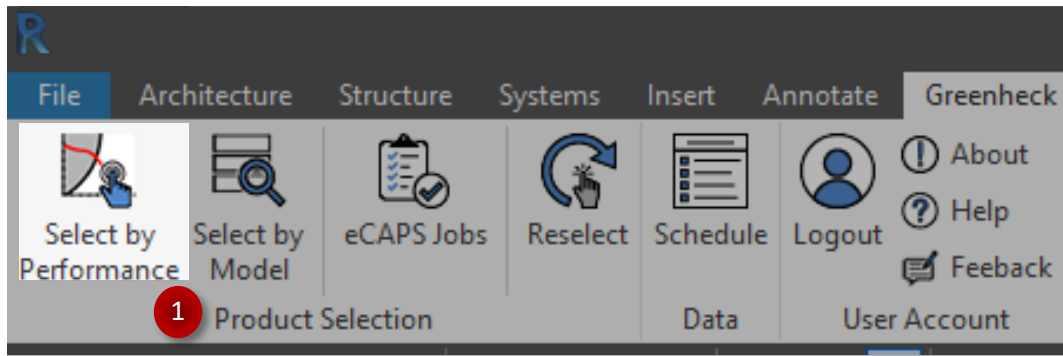 R
File Architecture Structure Systems Insert Annotate Greenheck
Select by
Performance
Select by
Model
eCAPS Jobs
Reselect
Schedule
Logout
About
Help
Feeback
1
Product Selection
Data
User Account